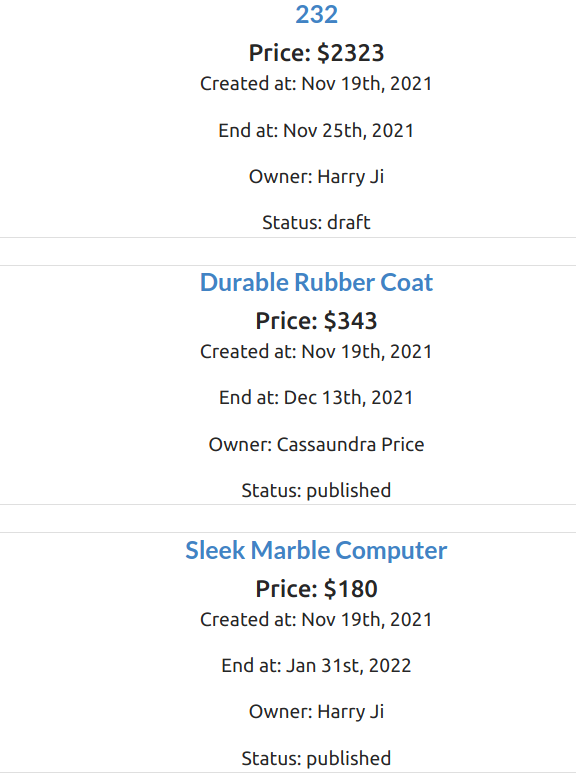 232
Price: $2323
Created at: Nov 19th, 2021
End at: Nov 25th, 2021
Owner: Harry Ji
Status: draft
Durable Rubber Coat
Price: $343
Created at: Nov 19th, 2021
End at: Dec 13th, 2021
Owner: Cassaundra Price
Status: published
Sleek Marble Computer
Price: $180
Created at: Nov 19th, 2021
End at: Jan 31st, 2022
Owner: Harry Ji
Status: published